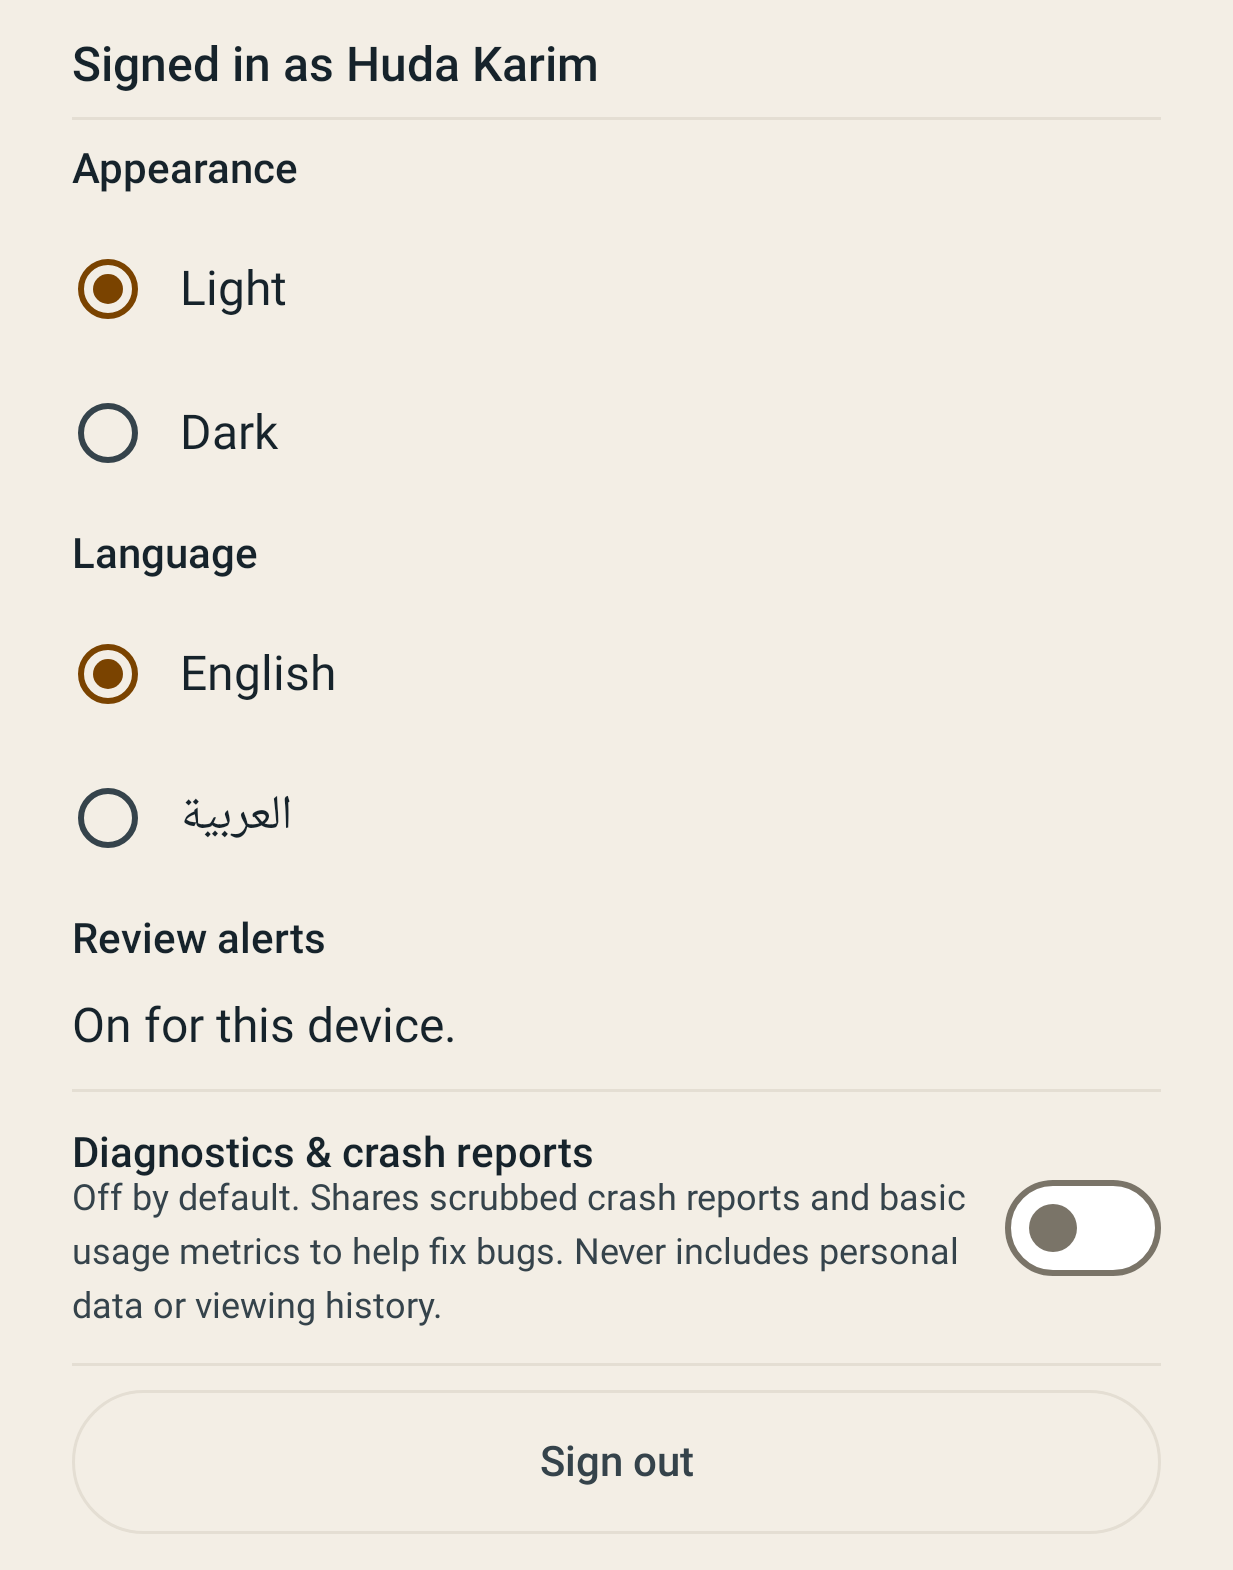 Signed in as Huda Karim
Appearance
Light
Dark
Language
English
العربية
Review alerts
On for this device.
Diagnostics & crash reports
Off by default. Shares scrubbed crash reports and basic
usage metrics to help fix bugs. Never includes personal
data or viewing history.
Sign out